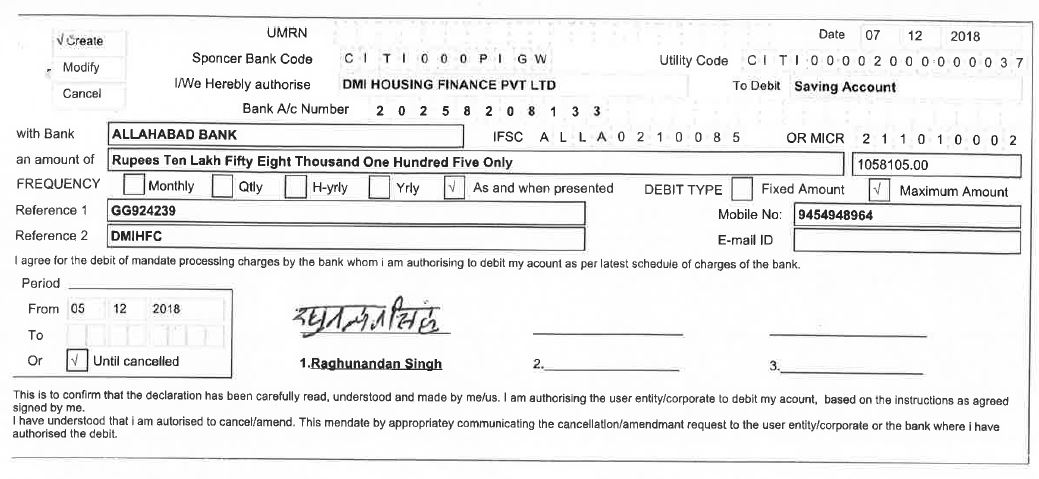 √ Create
UMRN
Date 07 12 2018
Modify
Sponcer Bank Code C I T I 0 0 0 P I G W
Utility Code C I T I 0 0 0 0 2 0 0 0 0 0 0 0 3 7
Cancel
I/We Hereby authorise DMI HOUSING FINANCE PVT LTD
To Debit Saving Account
Bank A/c Number 2 0 2 5 8 2 0 8 1 3 3
with Bank ALLAHABAD BANK IFSC A L L A 0 2 1 0 0 8 5 OR MICR 2 1 1 0 1 0 0 0 2
an amount of Rupees Ten Lakh Fifty Eight Thousand One Hundred Five Only 1058105.00
FREQUENCY Monthly Qtly H-yrly Yrly √ As and when presented DEBIT TYPE Fixed Amount √ Maximum Amount
Reference 1 GG924239 Mobile No: 9454948964
Reference 2 DMIHFC E-mail ID
I agree for the debit of mandate processing charges by the bank whom i am authorising to debit my acount as per latest schedule of charges of the bank.
Period
From 05 12 2018
To
Or √ Until cancelled
रघुनन्दन सिंह
1.Raghunandan Singh 2. 3.
This is to confirm that the declaration has been carefully read, understood and made by me/us. I am authorising the user entity/corporate to debit my acount, based on the instructions as agreed
signed by me.
I have understood that i am autorised to cancel/amend. This mendate by appropriatey communicating the cancellation/amendmant request to the user entity/corporate or the bank where i have
authorised the debit.